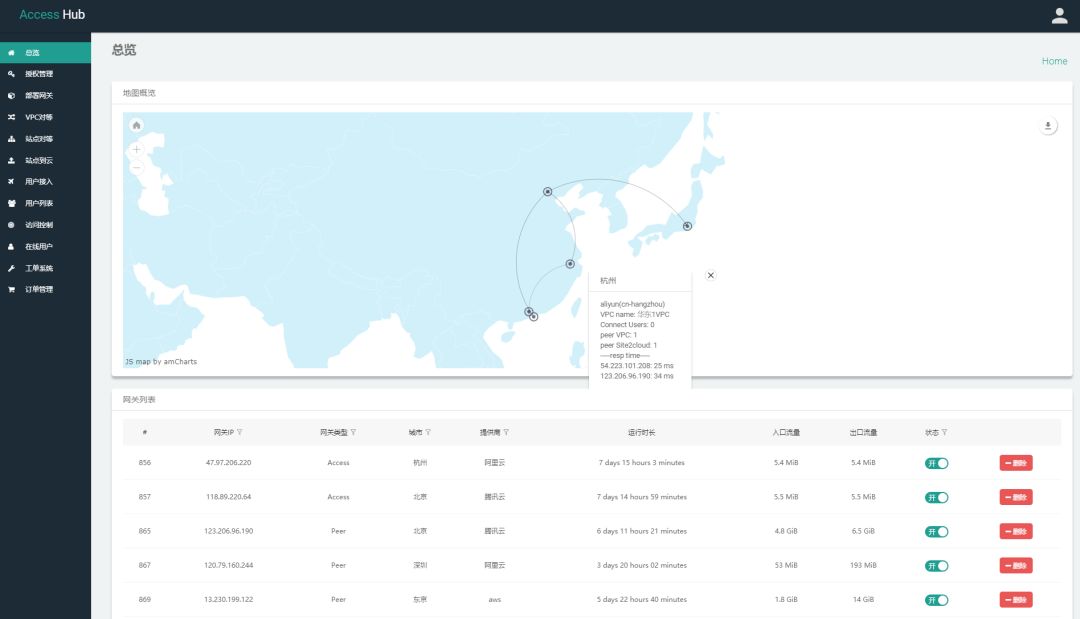 Access Hub
总览
授权管理
部署网关
VPC对等
站点对等
站点到云
用户接入
用户列表
访问控制
在线用户
工单系统
订单管理
总览
Home
地图概览
杭州
aliyun(cn-hangzhou)
VPC name: 华东1VPC
Connect Users: 0
peer VPC: 1
peer Site2cloud: 1
----resp time----
54.223.101.208: 25 ms
123.206.96.190: 34 ms
JS map by amCharts
网关列表
# 网关IP 网关类型 城市 提供商 运行时长 入口流量 出口流量 状态
856 47.97.206.220 Access 杭州 阿里云 7 days 15 hours 3 minutes 5.4 MiB 5.4 MiB 开 删除
857 118.89.220.64 Access 北京 腾讯云 7 days 14 hours 59 minutes 5.5 MiB 5.5 MiB 开 删除
865 123.206.96.190 Peer 北京 腾讯云 6 days 11 hours 21 minutes 4.8 GiB 6.5 GiB 开 删除
867 120.79.160.244 Peer 深圳 阿里云 3 days 20 hours 02 minutes 53 MiB 193 MiB 开 删除
869 13.230.199.122 Peer 东京 aws 5 days 22 hours 40 minutes 1.8 GiB 14 GiB 开 删除